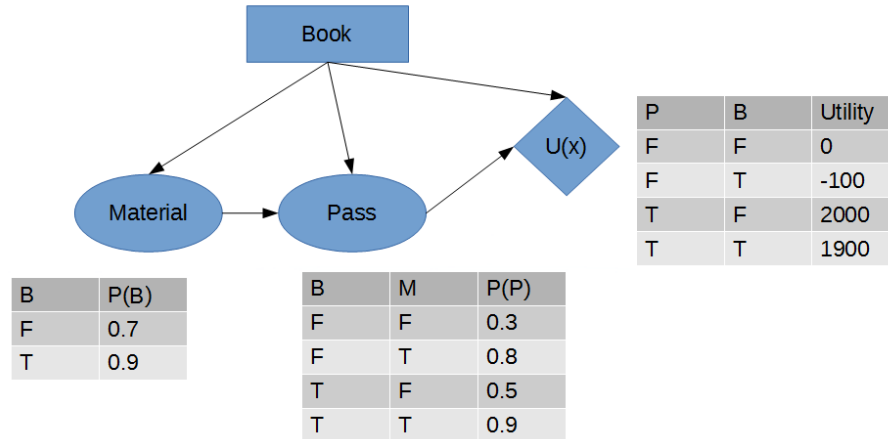 Book
U(x)
Material
Pass
P B Utility
F F 0
F T -100
T F 2000
T T 1900
B P(B)
F 0.7
T 0.9
B M P(P)
F F 0.3
F T 0.8
T F 0.5
T T 0.9